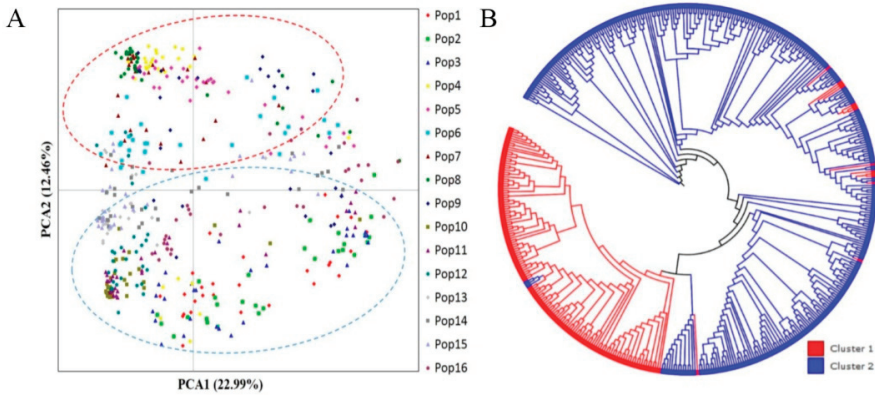 A
B
Pop1
Pop2
Pop3
Pop4
Pop5
Pop6
Pop7
Pop8
Pop9
Pop10
Pop11
Pop12
Pop13
Pop14
Pop15
Pop16
PCA2 (12.46%)
PCA1 (22.99%)
Cluster 1
Cluster 2